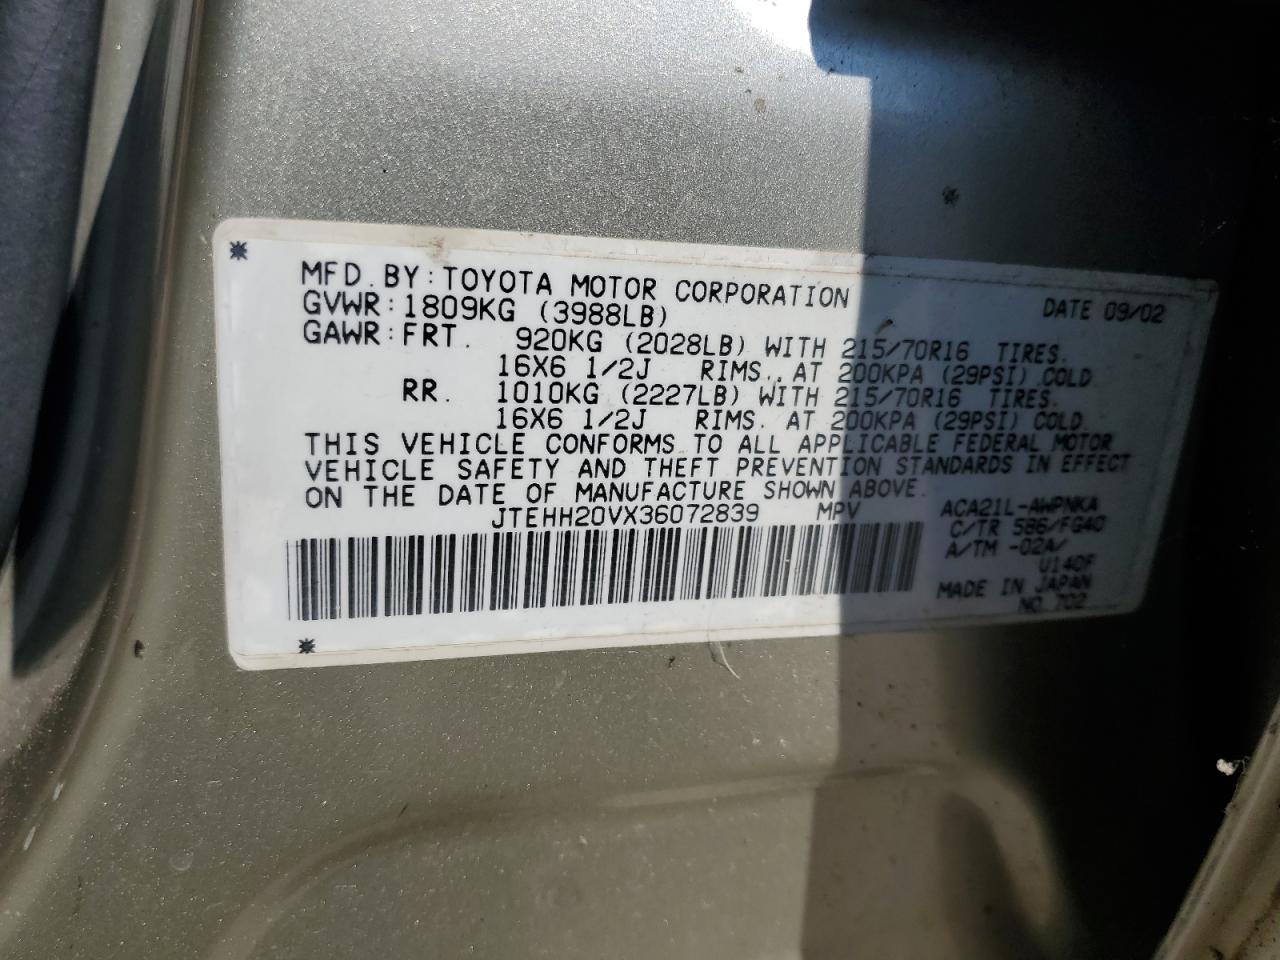 MFD. BY: TOYOTA MOTOR CORPORATION DATE 09/02
GVWR: 1809KG (3988LB)
GAWR: FRT. 920KG (2028LB) WITH 215/70R16 TIRES.
16X6 1/2J RIMS. AT 200KPA (29PSI) COLD
RR. 1010KG (2227LB) WITH 215/70R16 TIRES.
16X6 1/2J RIMS. AT 200KPA (29PSI) COLD
THIS VEHICLE CONFORMS TO ALL APPLICABLE FEDERAL MOTOR
VEHICLE SAFETY AND THEFT PREVENTION STANDARDS IN EFFECT
ON THE DATE OF MANUFACTURE SHOWN ABOVE.
JTEHH20VX36072839 MPV
ACA21L-AWPNKA
C/TR 586/FG40
A/TM -02A/
U140F
MADE IN JAPAN
NO. 702